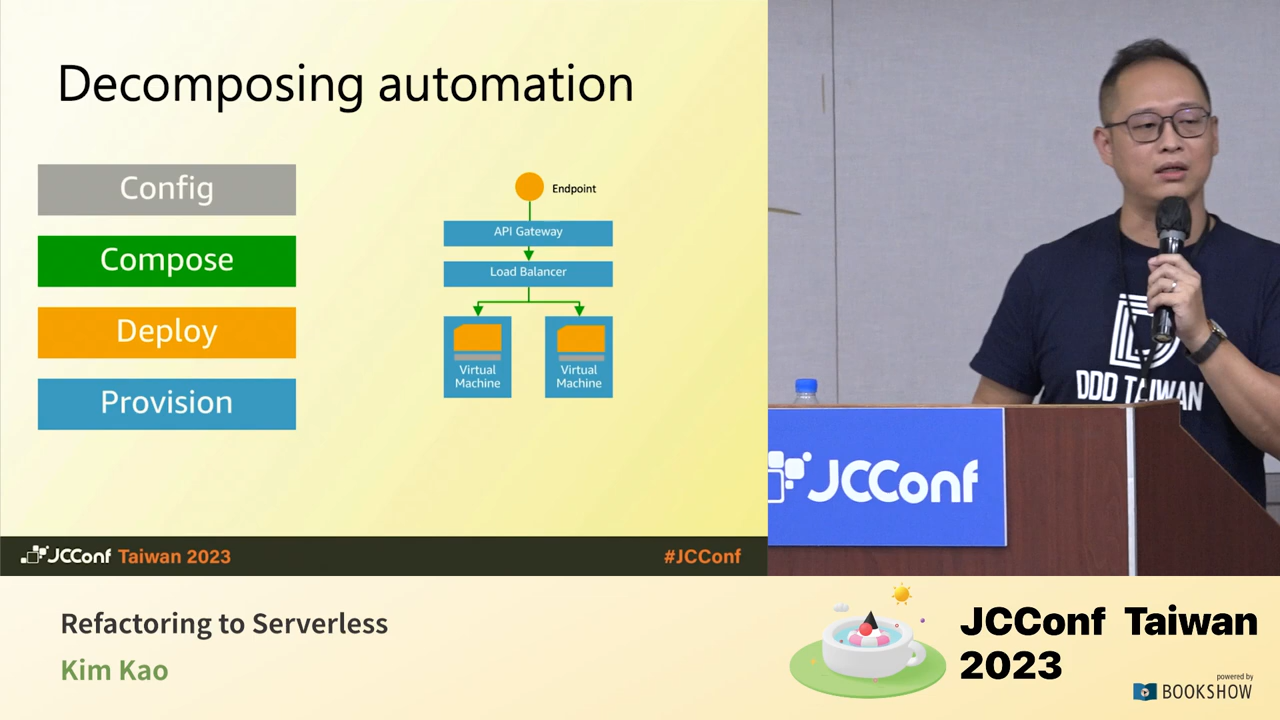 Decomposing automation
Config
Compose
Deploy
Provision
Endpoint
API Gateway
Load Balancer
Virtual
Machine
Virtual
Machine
JCConf Taiwan 2023
#JCConf
DDD TAIWAN
JCConf
Refactoring to Serverless
Kim Kao
JCConf Taiwan
2023
powered by
BOOKSHOW